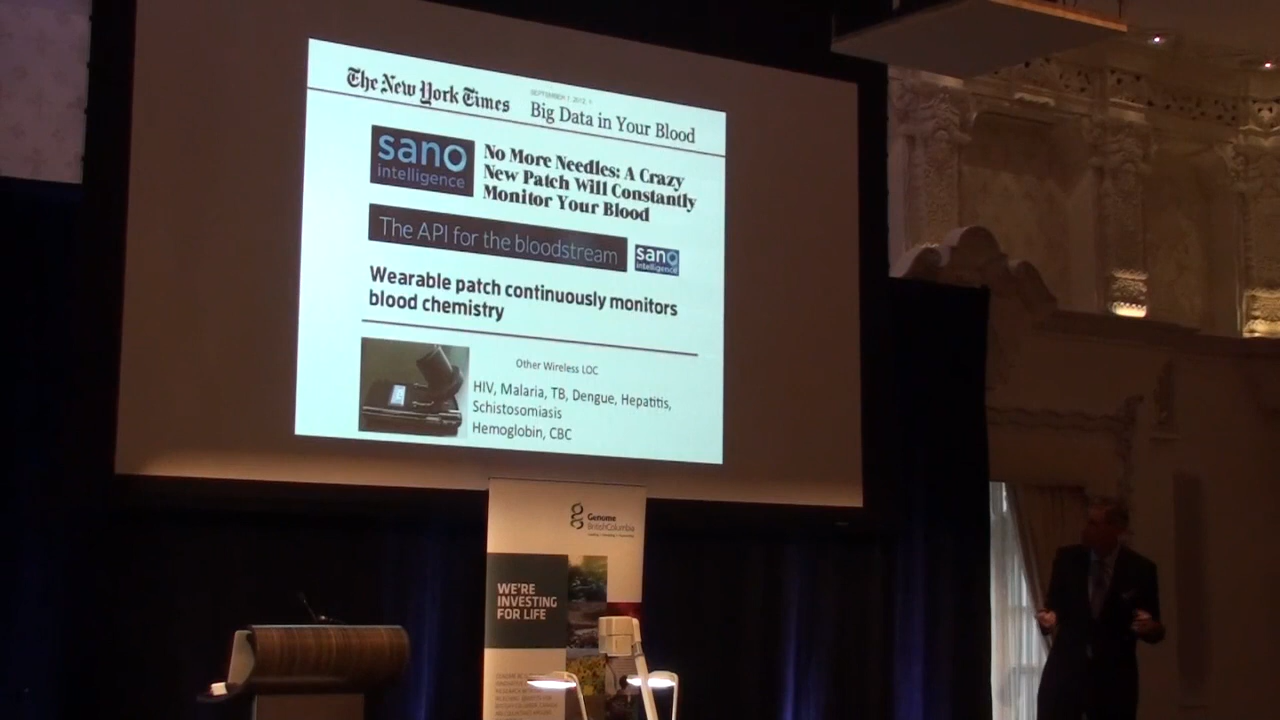 The New York Times
SEPTEMBER 7, 2012,
Big Data in Your Blood
sano
intelligence
No More Needles: A Crazy
New Patch Will Constantly
Monitor Your Blood
The API for the bloodstream
sano
intelligence
Wearable patch continuously monitors
blood chemistry
Other Wireless LOC
HIV, Malaria, TB, Dengue, Hepatitis,
Schistosomiasis
Hemoglobin, CBC
Genome
BritishColumbia
WE'RE
INVESTING
FOR LIFE